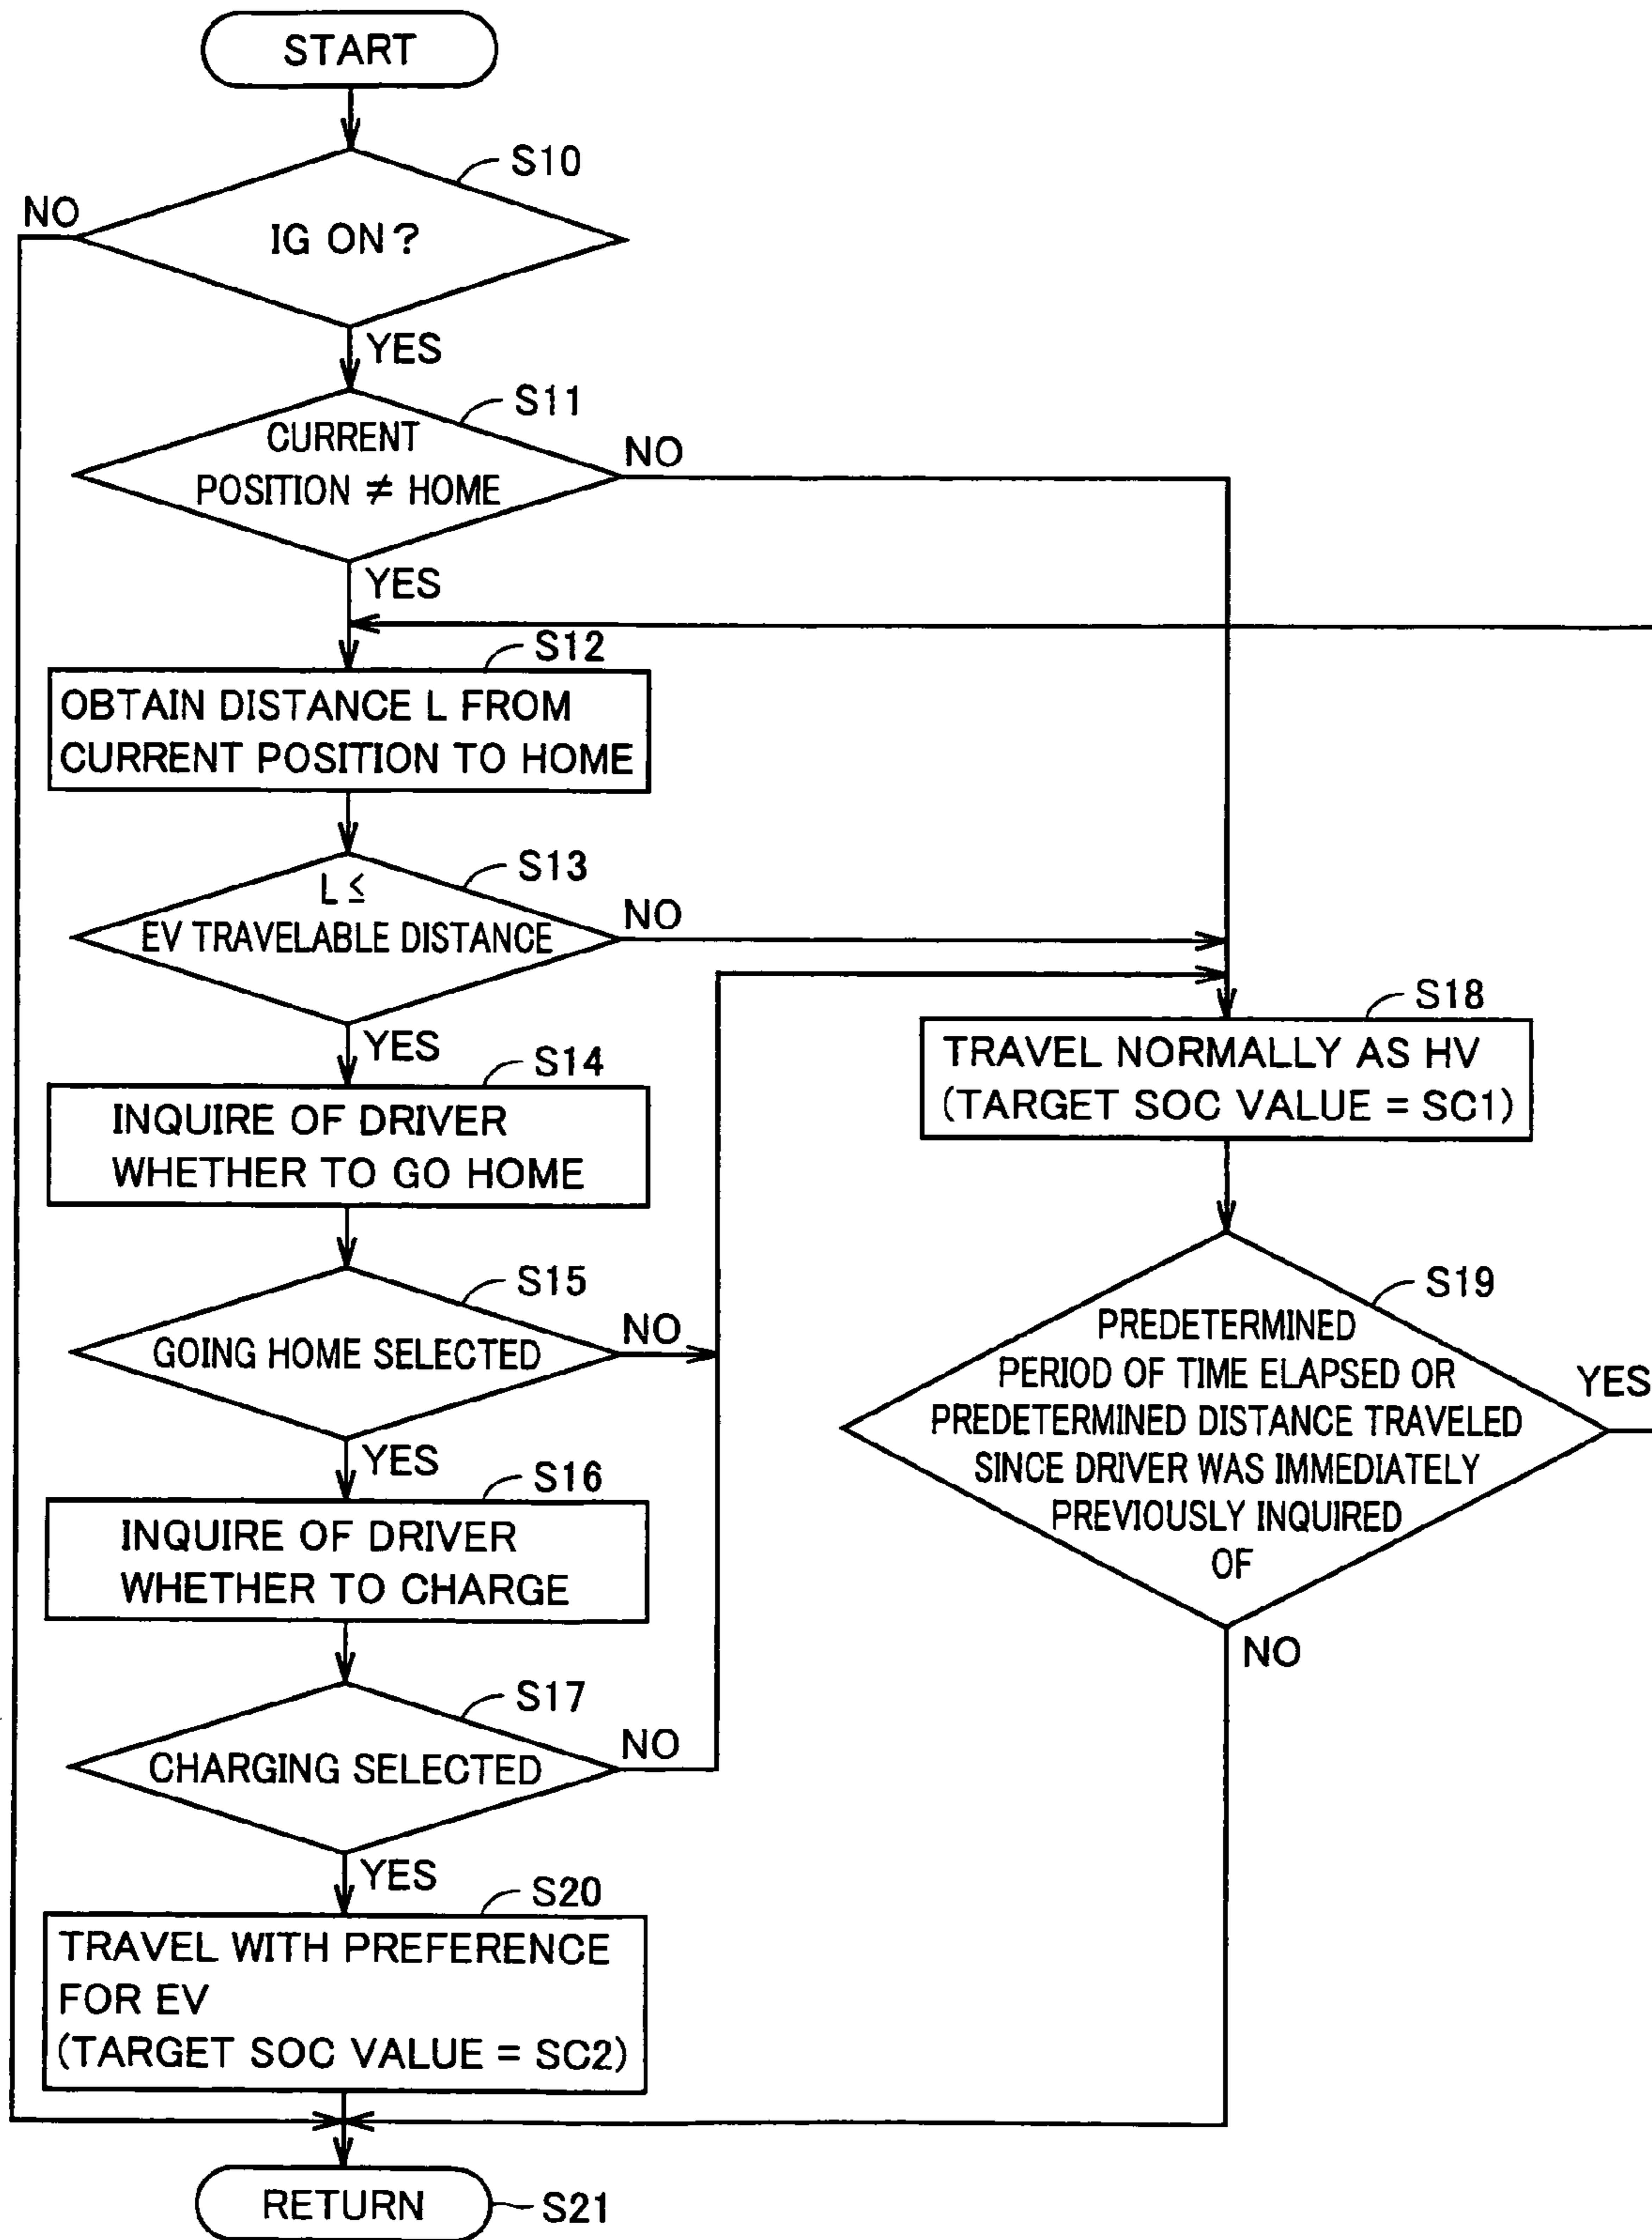 START
S10
NO
IG ON?
YES
S11
CURRENT
POSITION ≠ HOME
NO
YES
S12
OBTAIN DISTANCE L FROM
CURRENT POSITION TO HOME
S13
L ≤
EV TRAVELABLE DISTANCE
NO
YES
S14
INQUIRE OF DRIVER
WHETHER TO GO HOME
S15
GOING HOME SELECTED
NO
YES
S16
INQUIRE OF DRIVER
WHETHER TO CHARGE
S17
CHARGING SELECTED
NO
YES
S20
TRAVEL WITH PREFERENCE
FOR EV
(TARGET SOC VALUE = SC2)
S18
TRAVEL NORMALLY AS HV
(TARGET SOC VALUE = SC1)
S19
PREDETERMINED
PERIOD OF TIME ELAPSED OR
PREDETERMINED DISTANCE TRAVELED
SINCE DRIVER WAS IMMEDIATELY
PREVIOUSLY INQUIRED
OF
YES
NO
RETURN
S21